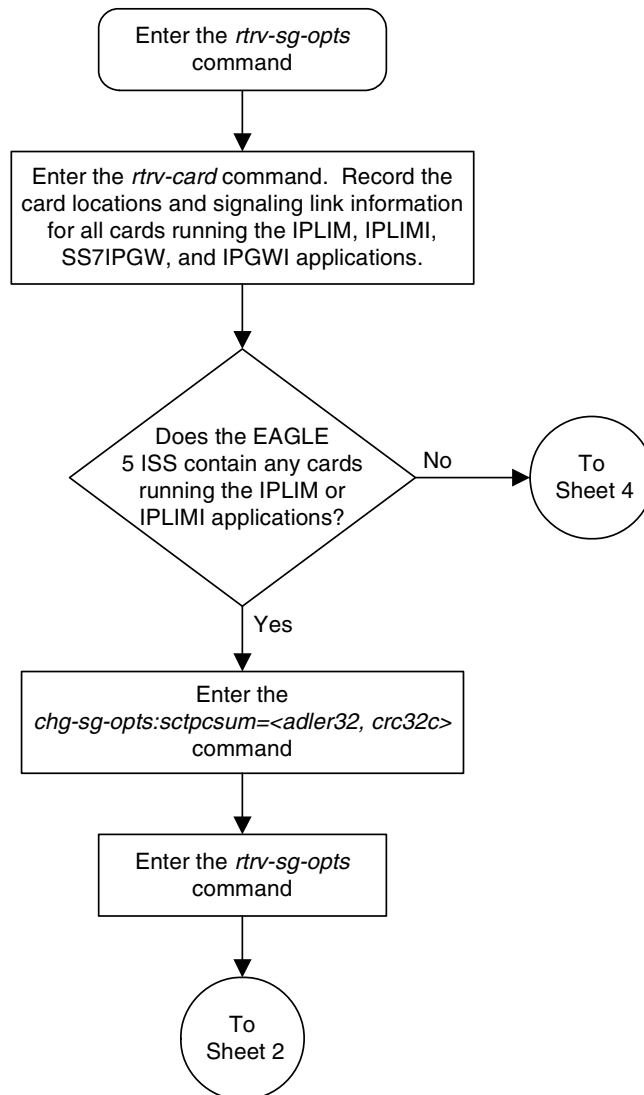 Enter the rtrv-sg-opts
command
Enter the rtrv-card command. Record the
card locations and signaling link information
for all cards running the IPLIM, IPLIMI,
SS7IPGW, and IPGWI applications.
Does the EAGLE
5 ISS contain any cards
running the IPLIM or
IPLIMI applications?
No
To
Sheet 4
Yes
Enter the
chg-sg-opts:sctpcsum=<adler32, crc32c>
command
Enter the rtrv-sg-opts
command
To
Sheet 2